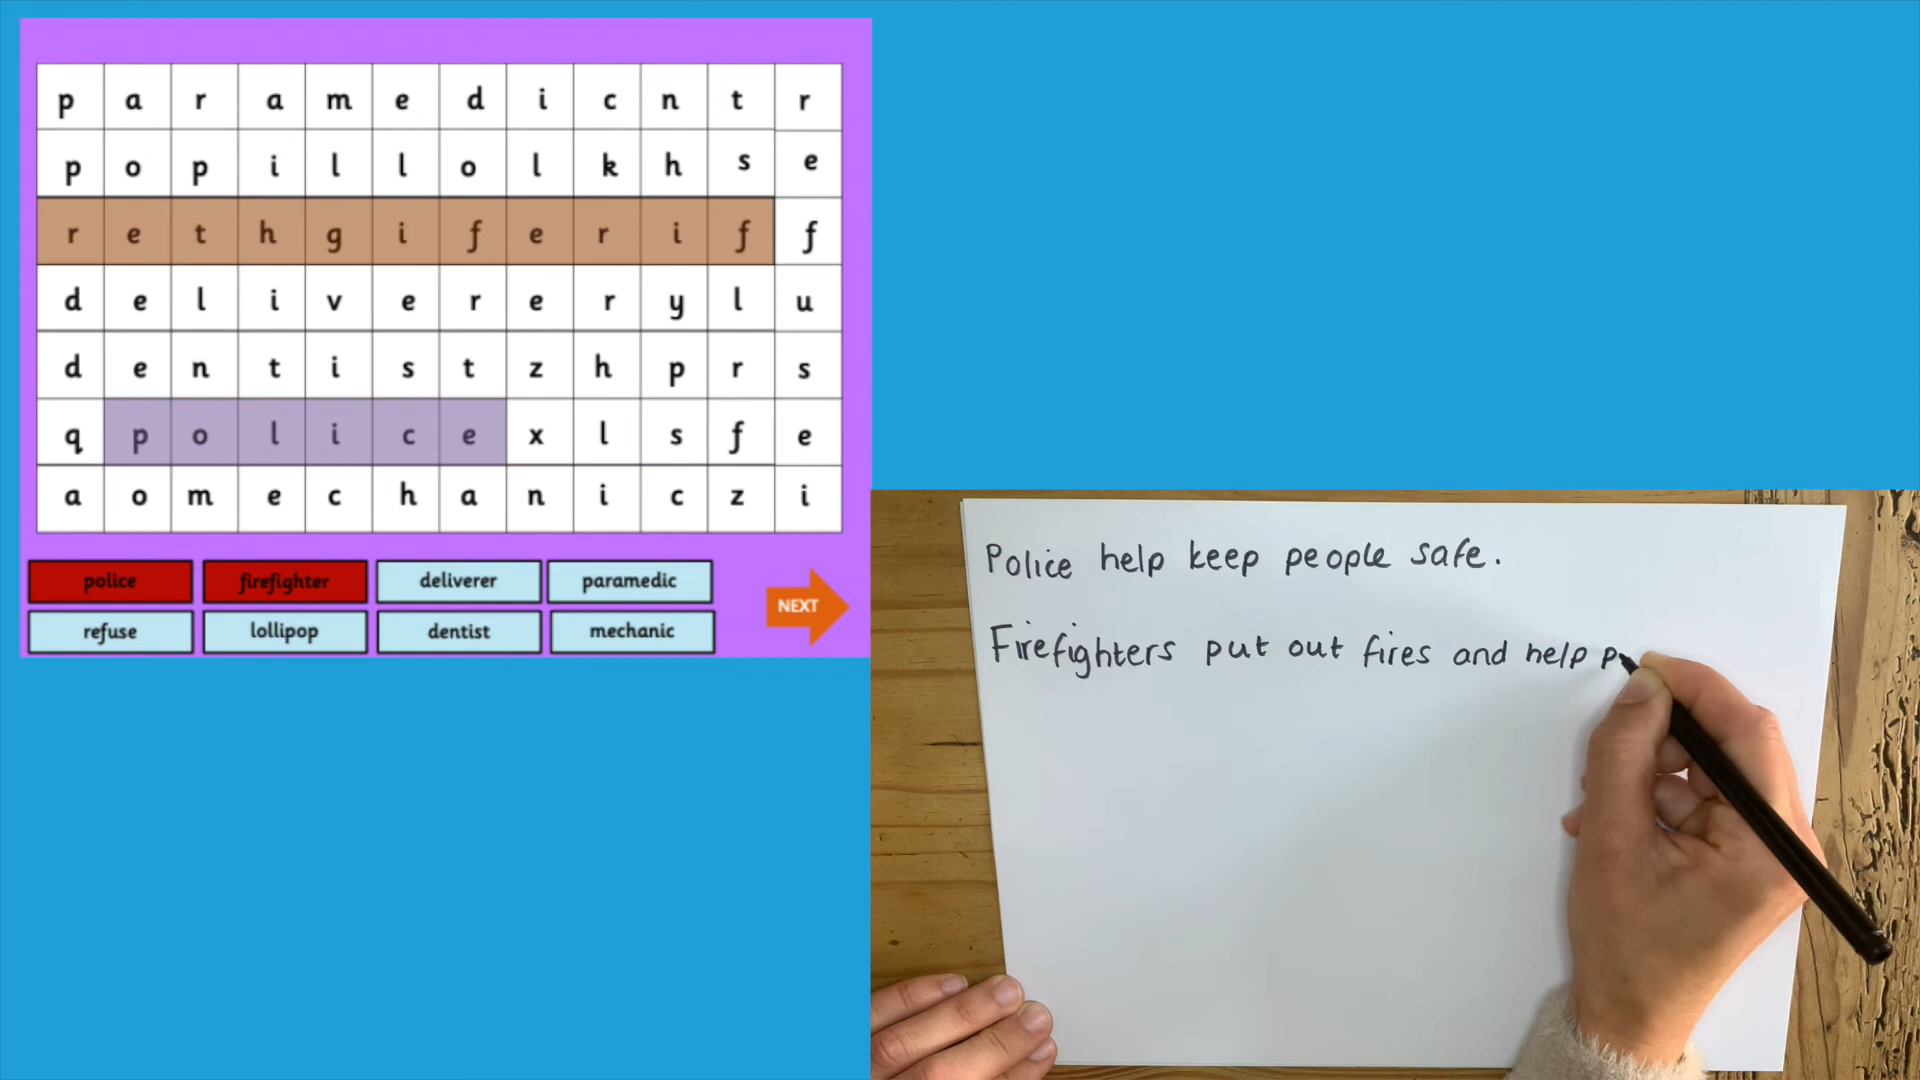 p a r a m e d i c n t r
p o p i l l o l k h s e
r e t h g i f e r i f f
d e l i v e r e r y l u
d e n t i s t z h p r s
q p o l i c e x l s f e
a o m e c h a n i c z i
police firefighter deliverer paramedic
refuse lollipop dentist mechanic
NEXT
Police help keep people safe.
Firefighters put out fires and help p